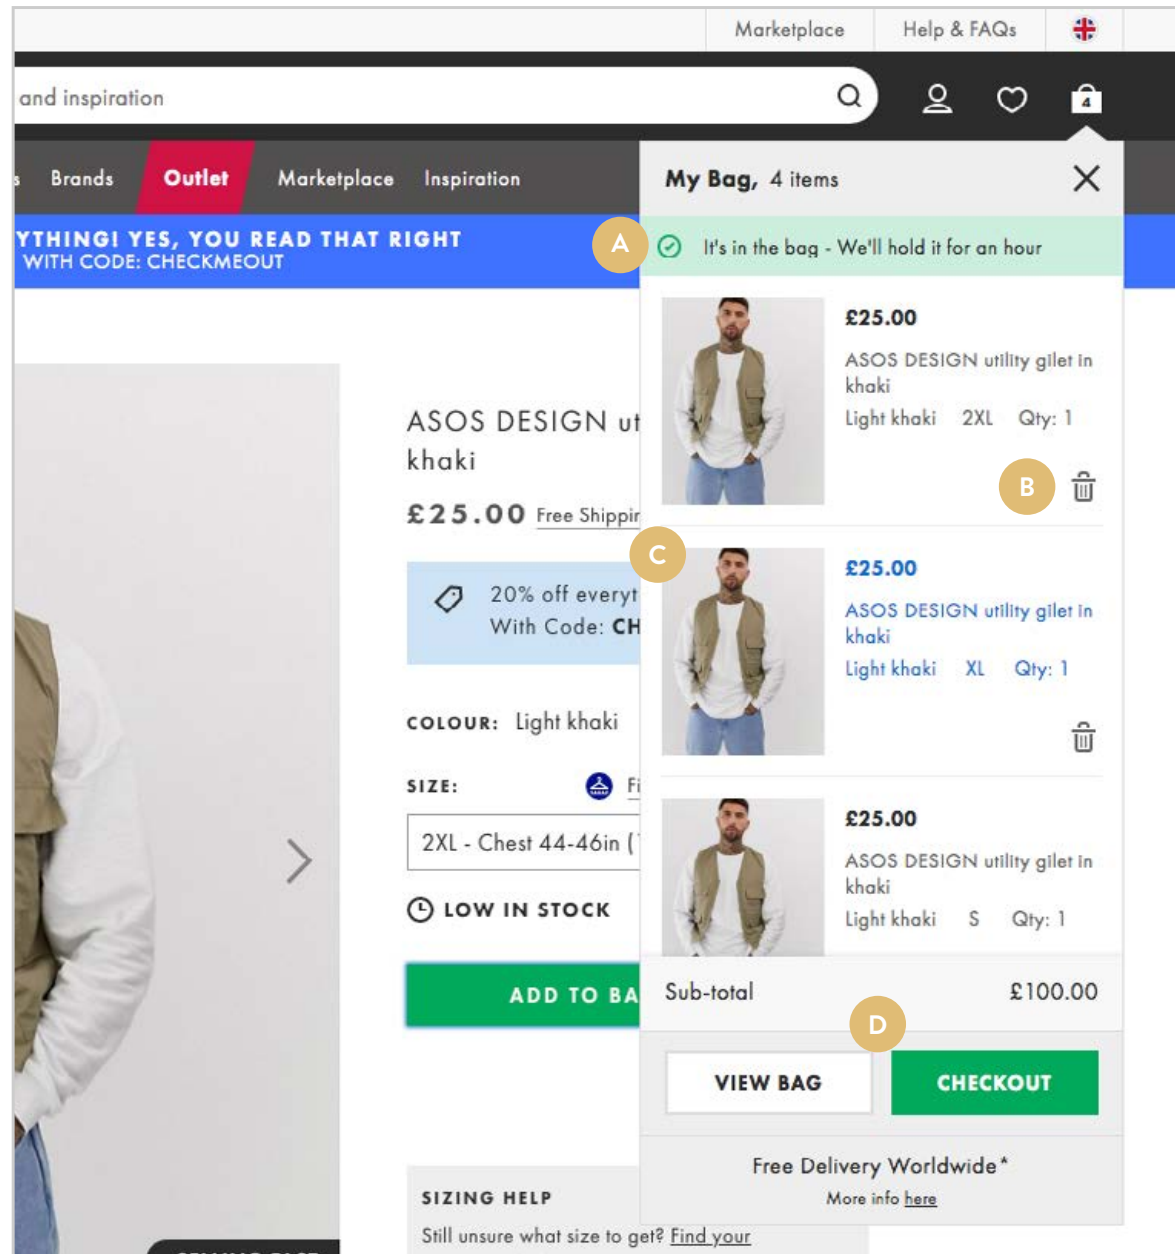 Marketplace
Help & FAQs
and inspiration
4
Brands
Outlet
Marketplace
Inspiration
My Bag, 4 items
YTHING! YES, YOU READ THAT RIGHT
WITH CODE: CHECKMEOUT
A
It's in the bag - We'll hold it for an hour
£25.00
ASOS DESIGN utility gilet in
khaki
Light khaki 2XL Qty: 1
B
ASOS DESIGN ut
khaki
£25.00 Free Shippin
C
£25.00
ASOS DESIGN utility gilet in
khaki
Light khaki XL Qty: 1
20% off everyt
With Code: CH
COLOUR: Light khaki
SIZE:
Fi
2XL - Chest 44-46in (
LOW IN STOCK
ADD TO BA
£25.00
ASOS DESIGN utility gilet in
khaki
Light khaki S Qty: 1
Sub-total £100.00
D
VIEW BAG
CHECKOUT
Free Delivery Worldwide*
More info here
SIZING HELP
Still unsure what size to get? Find your